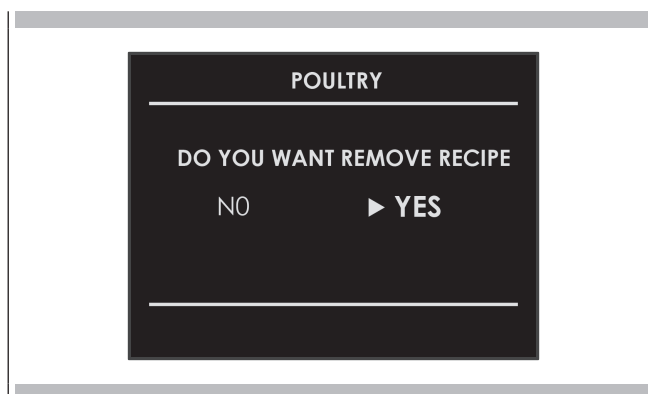 POULTRY
DO YOU WANT REMOVE RECIPE
N0 ▶ YES